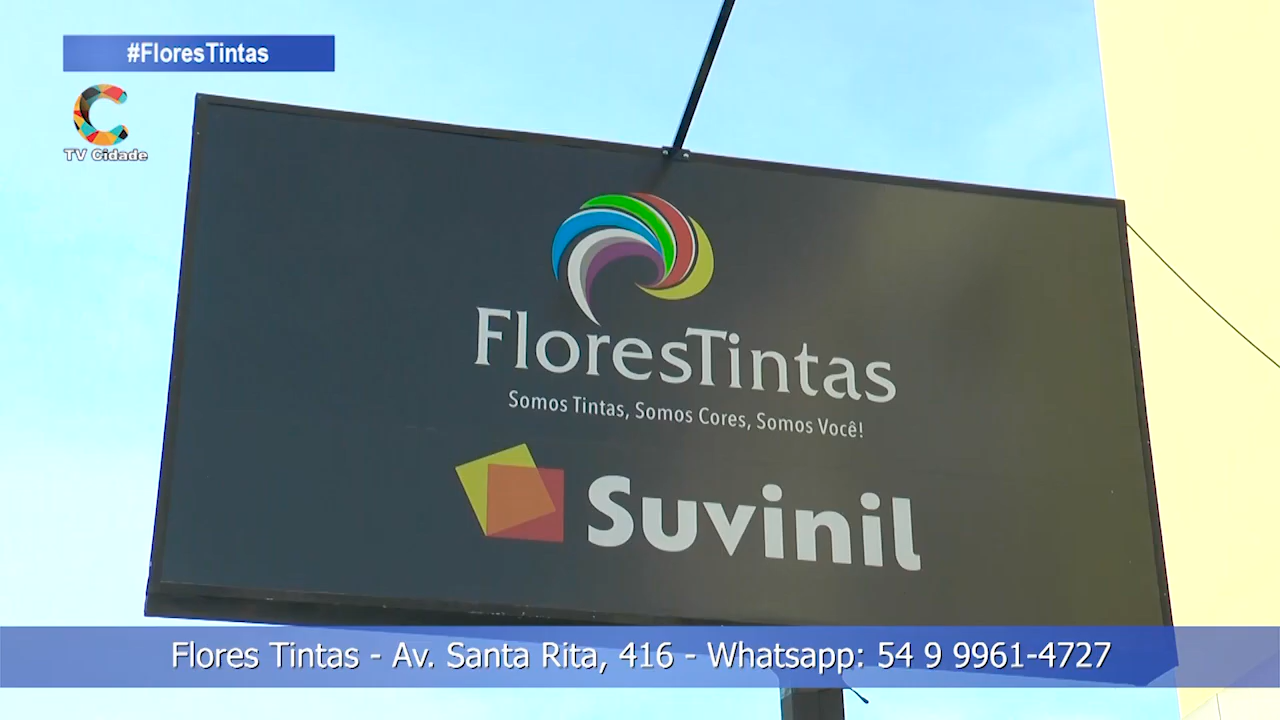 #FloresTintas
TV Cidade
FloresTintas
Somos Tintas, Somos Cores, Somos Você!
Suvinil
Flores Tintas - Av. Santa Rita, 416 - Whatsapp: 54 9 9961-4727